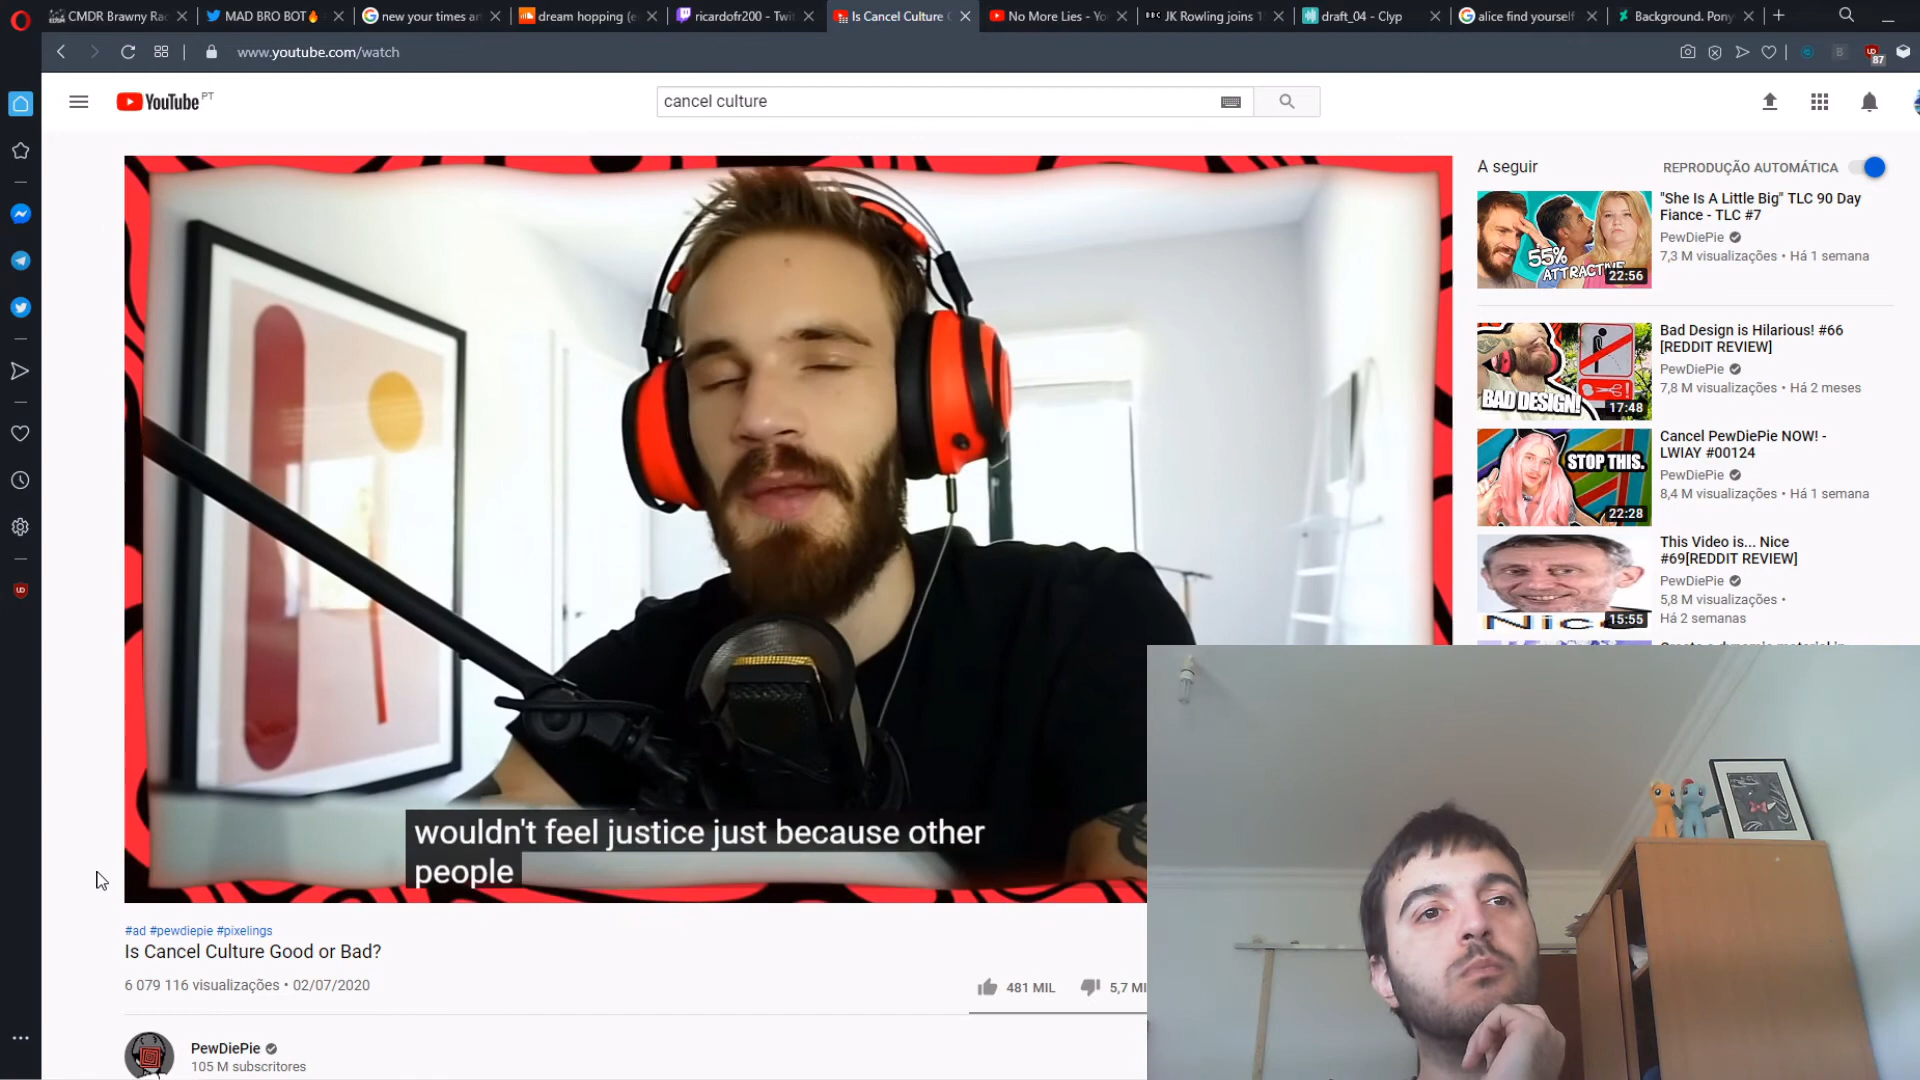 CMDR Brawny Rac
MAD BRO BOT🔥
new your times an
dream hopping (e
ricardofr200 - Twit
Is Cancel Culture G
No More Lies - Yo
JK Rowling joins 1
draft_04 - Clyp
alice find yourself
Background. Pony
www.youtube.com/watch
87
YouTube PT
cancel culture
A seguir
REPRODUÇÃO AUTOMÁTICA
"She Is A Little Big" TLC 90 Day
Fiance - TLC #7
PewDiePie
7,3 M visualizações • Há 1 semana
55%
ATTRACTIVE
22:56
Bad Design is Hilarious! #66
[REDDIT REVIEW]
PewDiePie
7,8 M visualizações • Há 2 meses
BAD DESIGN!
17:48
Cancel PewDiePie NOW! -
LWIAY #00124
PewDiePie
8,4 M visualizações • Há 1 semana
STOP THIS.
22:28
This Video is... Nice
#69[REDDIT REVIEW]
PewDiePie
5,8 M visualizações •
Há 2 semanas
Nice
15:55
wouldn't feel justice just because other
people
#ad #pewdiepie #pixelings
Is Cancel Culture Good or Bad?
6 079 116 visualizações • 02/07/2020
481 MIL
5,7 MI
PewDiePie
105 M subscritores